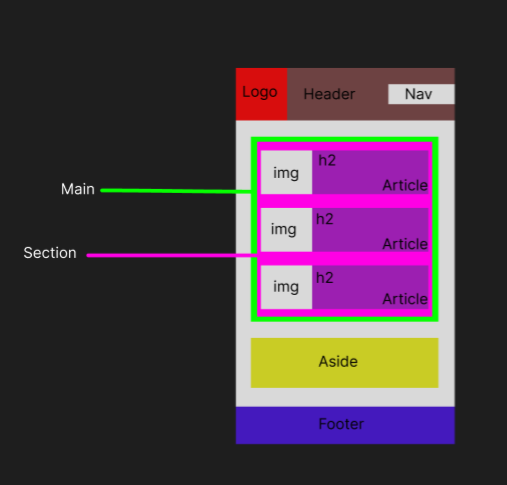 Logo
Header
Nav
h2
img
Article
Main
h2
img
Article
Section
h2
img
Article
Aside
Footer